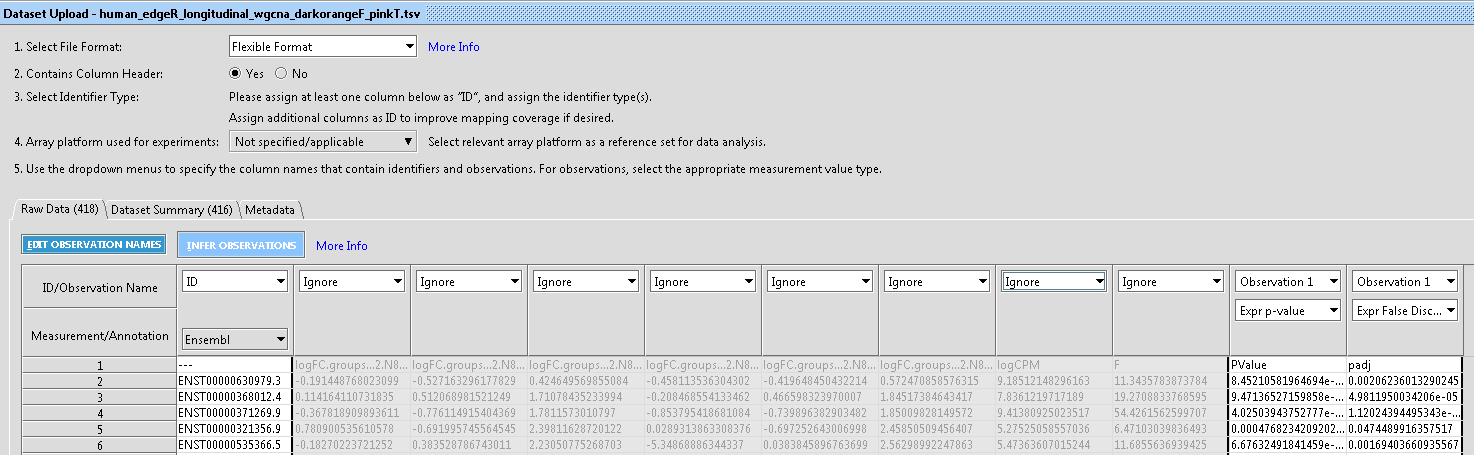 Dataset Upload - human_edgeR_longitudinal_wgcna_darkorangeF_pinkT.tsv
1. Select File Format: Flexible Format More Info
2. Contains Column Header: Yes No
3. Select Identifier Type: Please assign at least one column below as "ID", and assign the identifier type(s).
Assign additional columns as ID to improve mapping coverage if desired.
4. Array platform used for experiments: Not specified/applicable Select relevant array platform as a reference set for data analysis.
5. Use the dropdown menus to specify the column names that contain identifiers and observations. For observations, select the appropriate measurement value type.
Raw Data (418) Dataset Summary (416) Metadata
EDIT OBSERVATION NAMES INFER OBSERVATIONS More Info
ID/Observation Name ID Ignore Ignore Ignore Ignore Ignore Ignore Ignore Ignore Observation 1 Observation 1
Measurement/Annotation Ensembl Expr p-value Expr False Disc...
1 --- logFC.groups...2.N8... logFC.groups...2.N8... logFC.groups...2.N8... logFC.groups...2.N8... logFC.groups...2.N8... logFC.groups...2.N8... logCPM F PValue padj
2 ENST00000630979.3 -0.191448768023099 -0.527163296177829 0.424649569855084 -0.458113536304302 -0.419648450432214 0.572470858576315 9.18512148296163 11.3435783873784 8.45210581964694e-... 0.00206236013290245
3 ENST00000368012.4 0.114164110731835 0.512068981521249 1.71078435233994 -0.208468554133462 0.466598323970007 1.84517384643417 7.8361219717189 19.2708833768595 9.47136527159858e-... 4.9811950034206e-05
4 ENST00000371269.9 -0.367818909893611 -0.776114915404369 1.7811573010797 -0.853795418681084 -0.739896382903482 1.85009828149572 9.41380925023517 54.4261562599707 4.02503943752777e-... 1.12024394495343e-...
5 ENST00000321356.9 0.780900535610578 -0.691995745564545 2.39811628720122 0.0289313863308376 -0.697252643006998 2.45850509456407 5.27525058557036 6.47103039836493 0.0004768234209202... 0.0474489916357517
6 ENST00000535366.5 -0.18270223721252 0.383528786743011 2.23050775268703 -5.34868886344337 0.0383845896763699 2.56298992247863 5.47363607015244 11.6855636939425 6.67632491841459e-... 0.00169403660935567